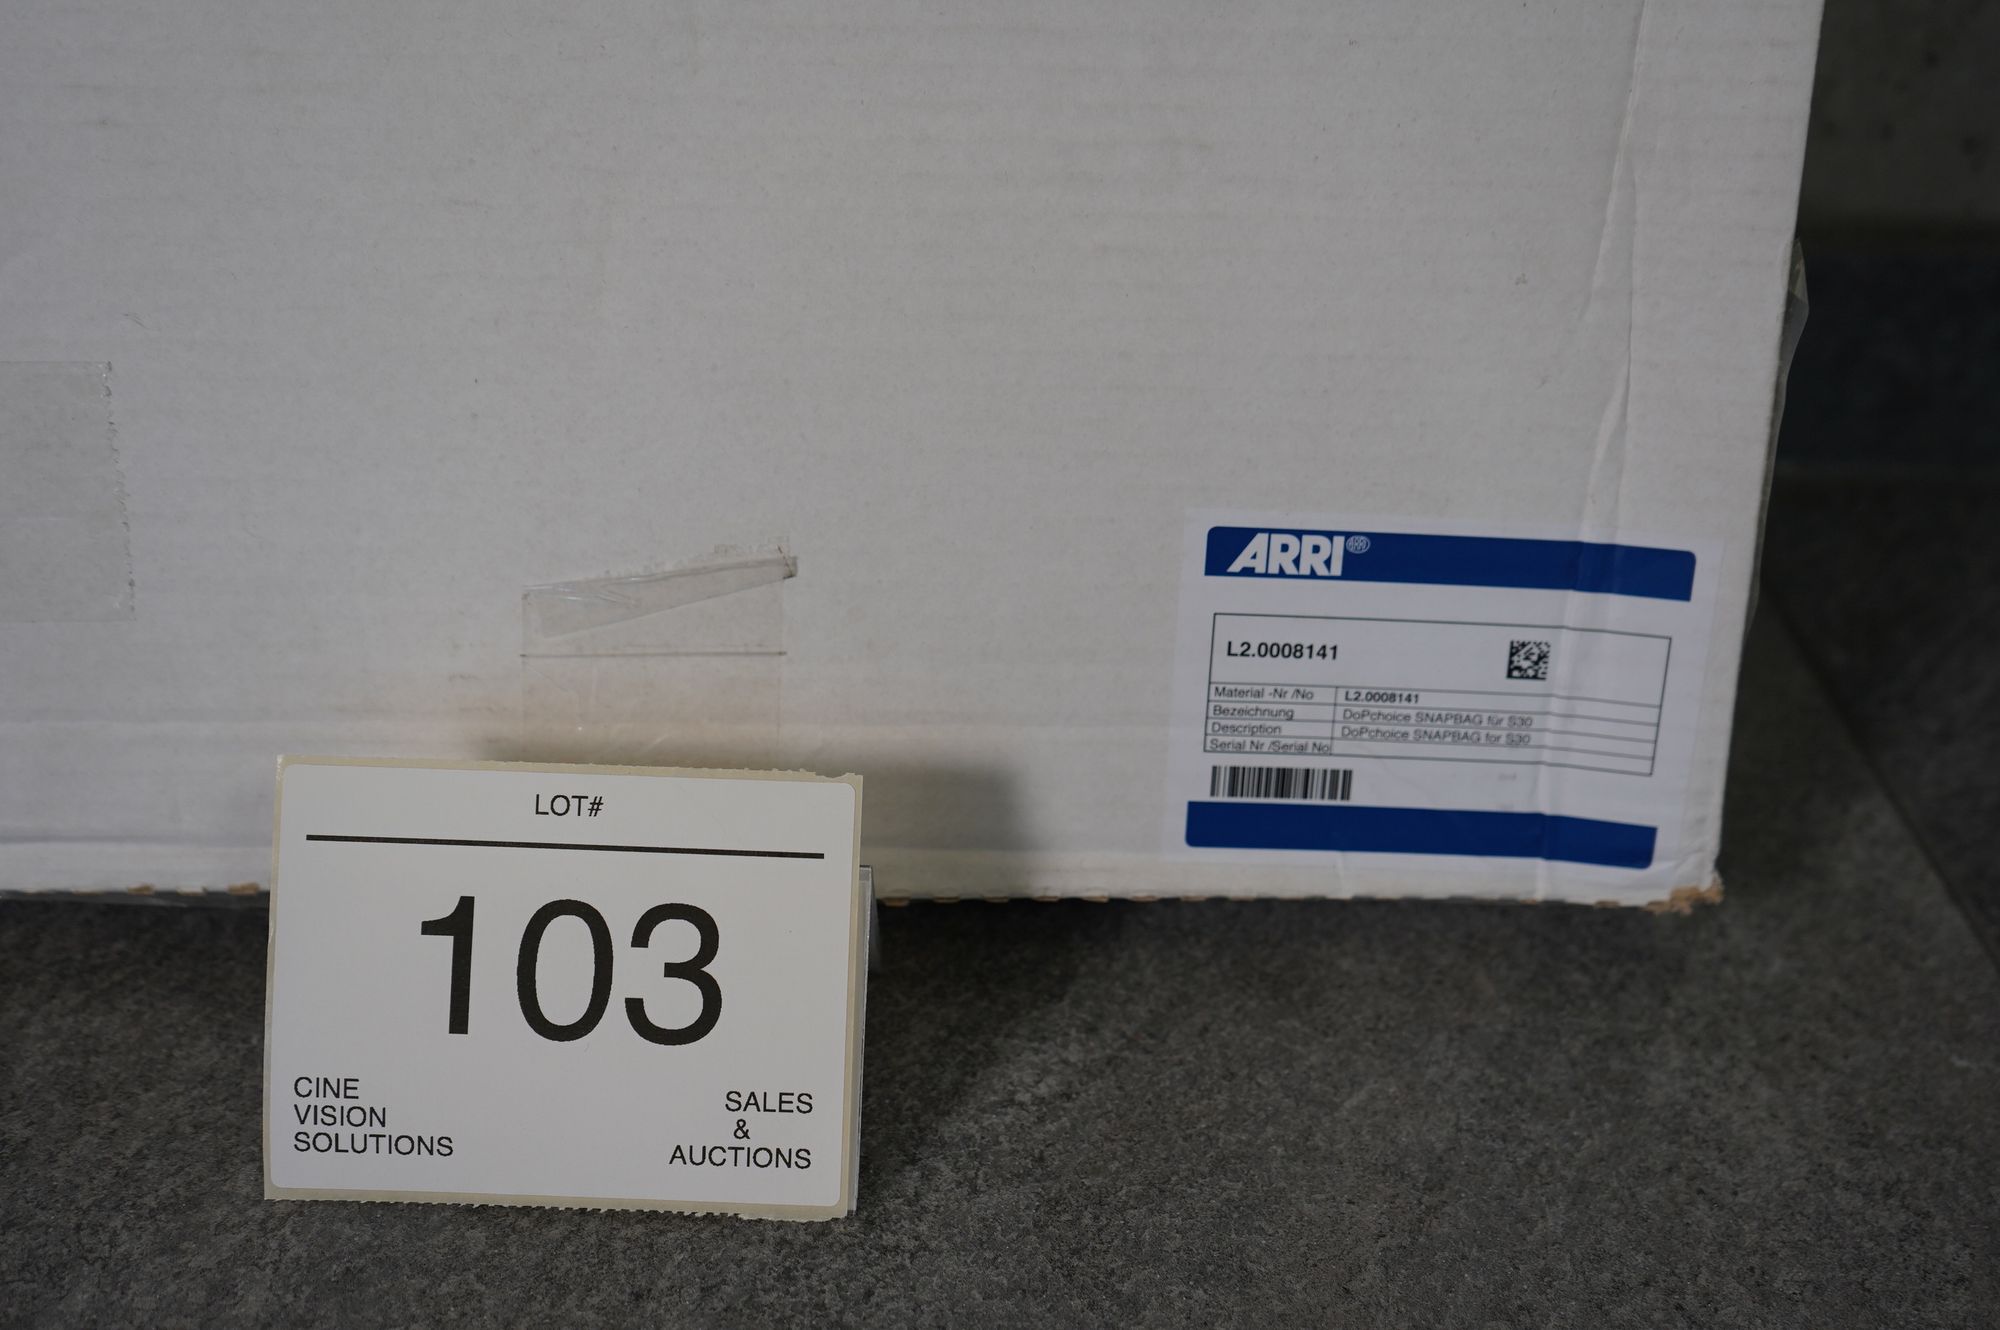 ARRI
L2.0008141
Material -Nr /No L2.0008141
Bezeichnung DoPchoice SNAPBAG für S30
Description DoPchoice SNAPBAG for S30
Serial Nr /Serial No
LOT#
103
CINE
VISION
SOLUTIONS
SALES
&
AUCTIONS